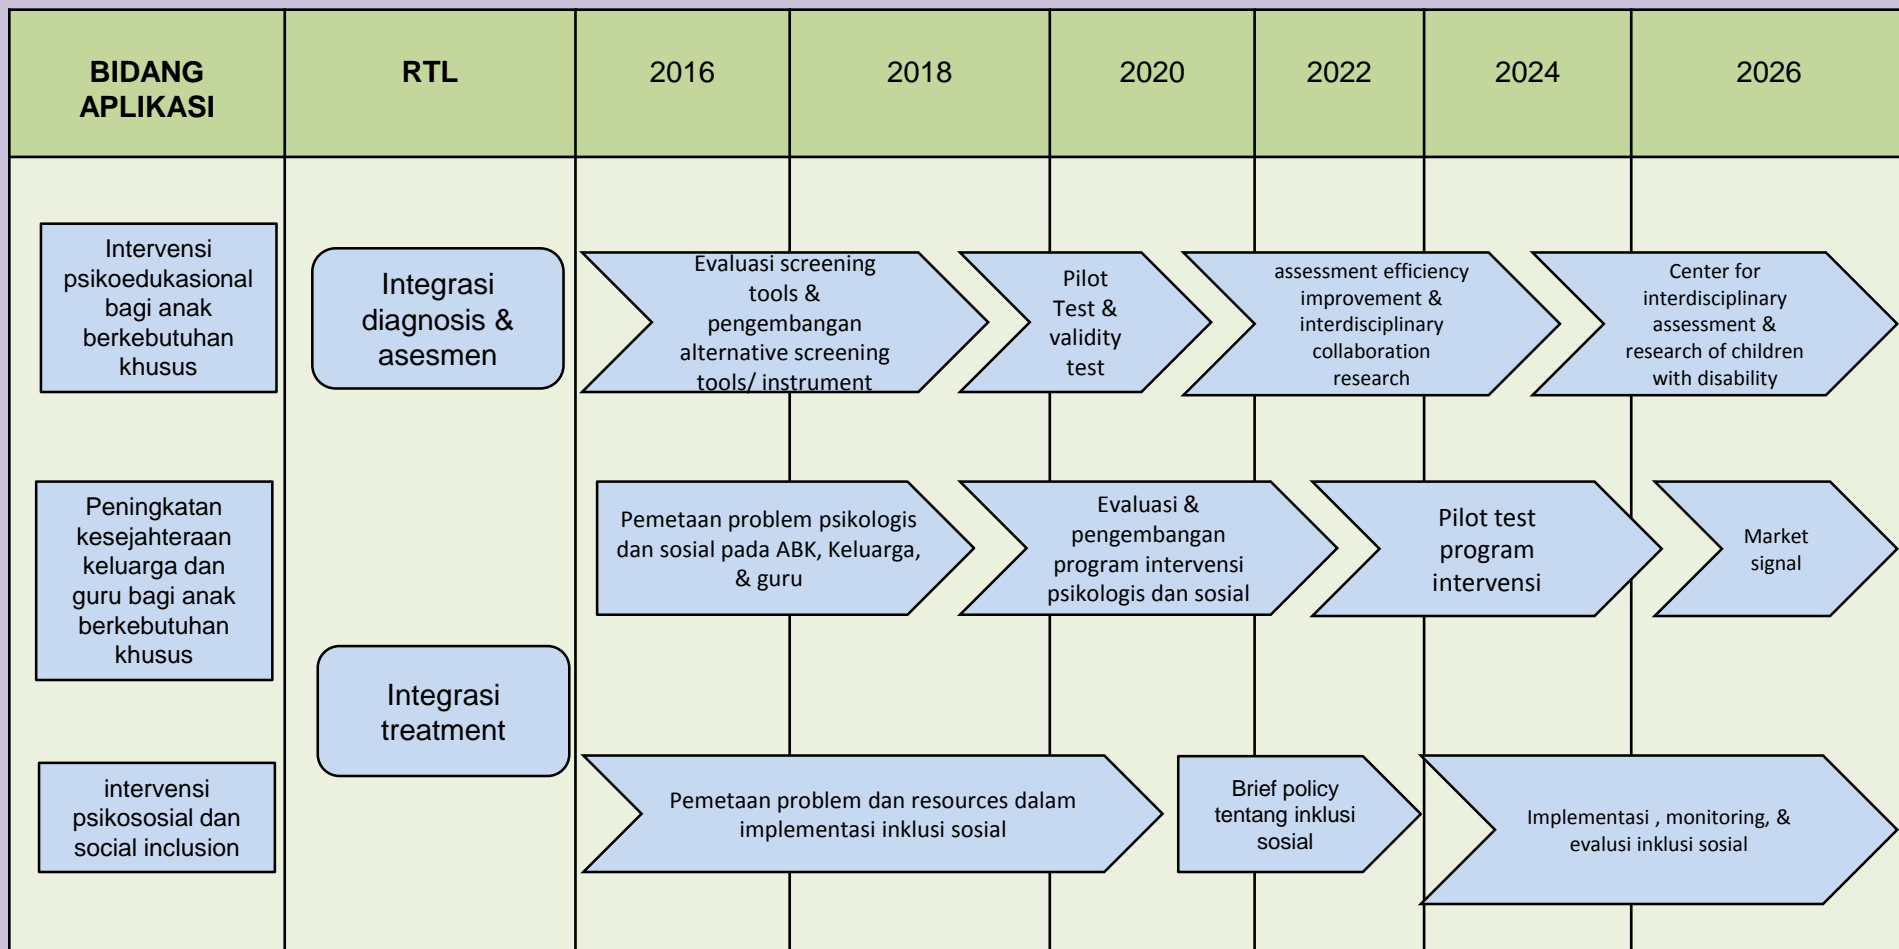 BIDANG
APLIKASI
RTL
2016
2018
2020
2022
2024
2026
Intervensi
psikoedukasional
bagi anak
berkebutuhan
khusus
Integrasi
diagnosis &
asesmen
Evaluasi screening
tools &
pengembangan
alternative screening
tools/ instrument
Pilot
Test &
validity
test
assessment efficiency
improvement &
interdisciplinary
collaboration
research
Center for
interdisciplinary
assessment &
research of children
with disability
Peningkatan
kesejahteraan
keluarga dan
guru bagi anak
berkebutuhan
khusus
Pemetaan problem psikologis
dan sosial pada ABK, Keluarga,
& guru
Evaluasi &
pengembangan
program intervensi
psikologis dan sosial
Pilot test
program
intervensi
Market
signal
Integrasi
treatment
intervensi
psikososial dan
social inclusion
Pemetaan problem dan resources dalam
implementasi inklusi sosial
Brief policy
tentang inklusi
sosial
Implementasi , monitoring, &
evalusi inklusi sosial